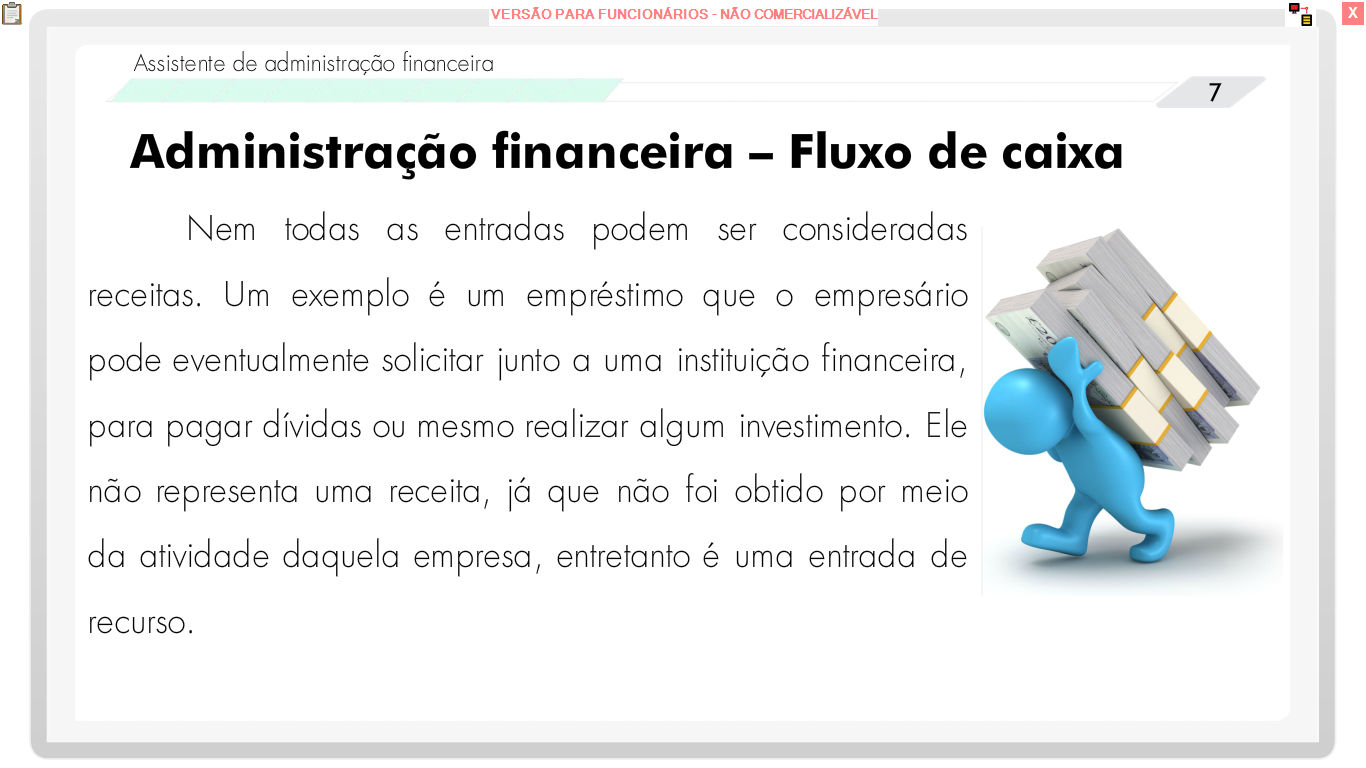 VERSÃO PARA FUNCIONÁRIOS - NÃO COMERCIALIZÁVEL
X
Assistente de administração financeira
7
Administração financeira – Fluxo de caixa
Nem todas as entradas podem ser consideradas
receitas. Um exemplo é um empréstimo que o empresário
pode eventualmente solicitar junto a uma instituição financeira,
para pagar dívidas ou mesmo realizar algum investimento. Ele
não representa uma receita, já que não foi obtido por meio
da atividade daquela empresa, entretanto é uma entrada de
recurso.
£20